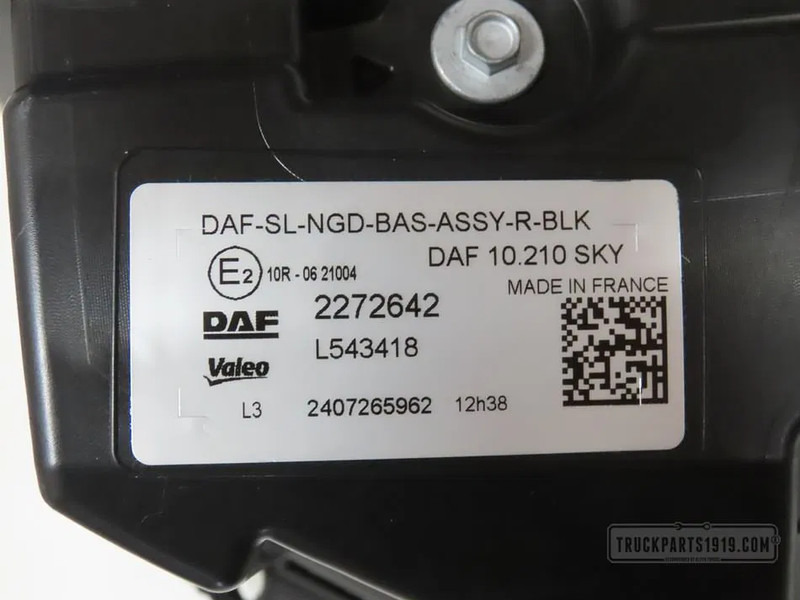 DAF-SL-NGD-BAS-ASSY-R-BLK
DAF 10.210 SKY
E2 10R - 06 21004
MADE IN FRANCE
DAF 2272642
Valeo L543418
L3 2407265962 12h38
TRUCKPARTS1919.COM